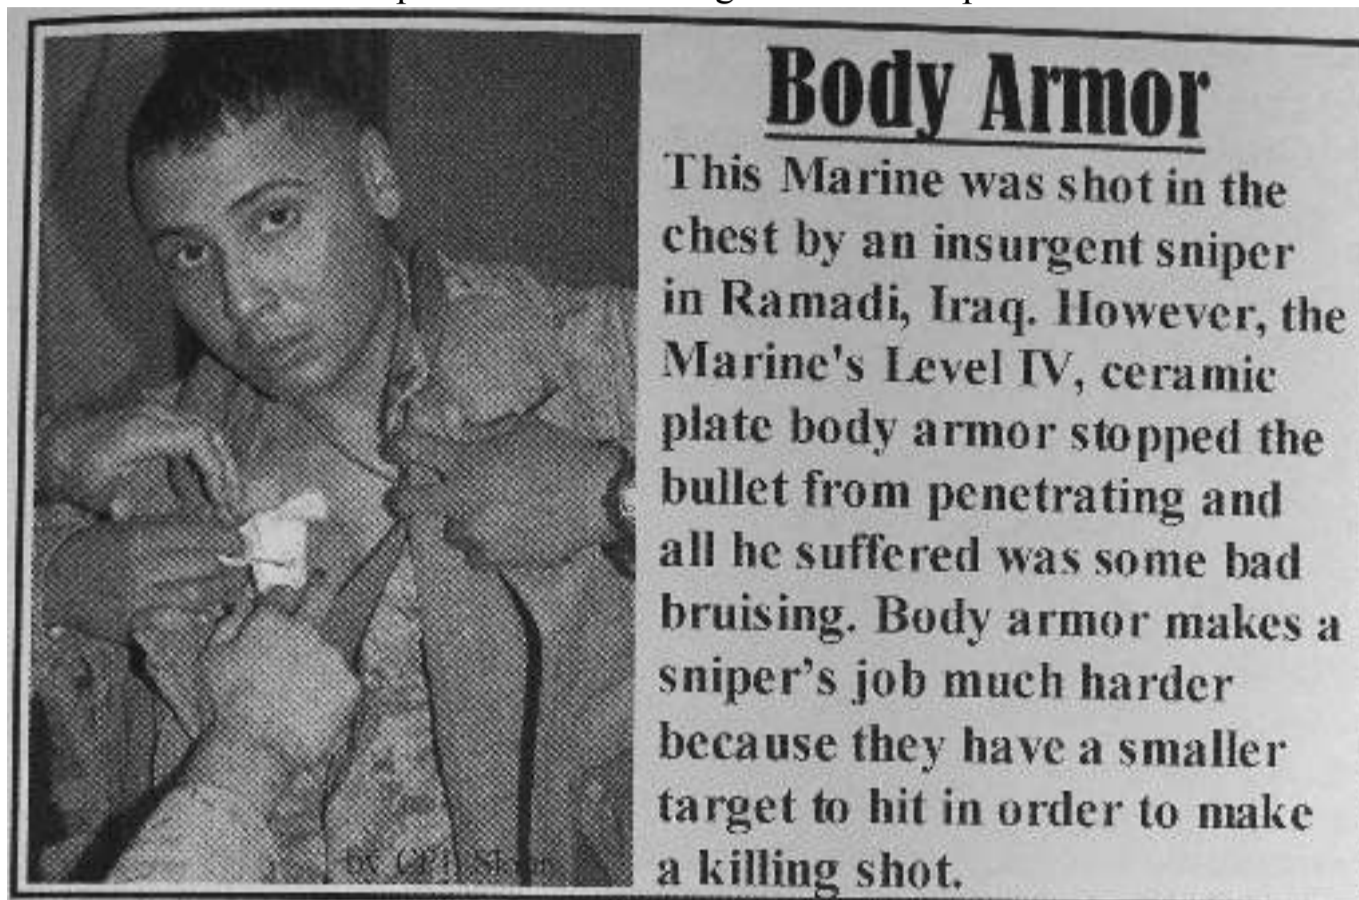 Body Armor
This Marine was shot in the
chest by an insurgent sniper
in Ramadi, Iraq. However, the
Marine's Level IV, ceramic
plate body armor stopped the
bullet from penetrating and
all he suffered was some bad
bruising. Body armor makes a
sniper's job much harder
because they have a smaller
target to hit in order to make
a killing shot.
by